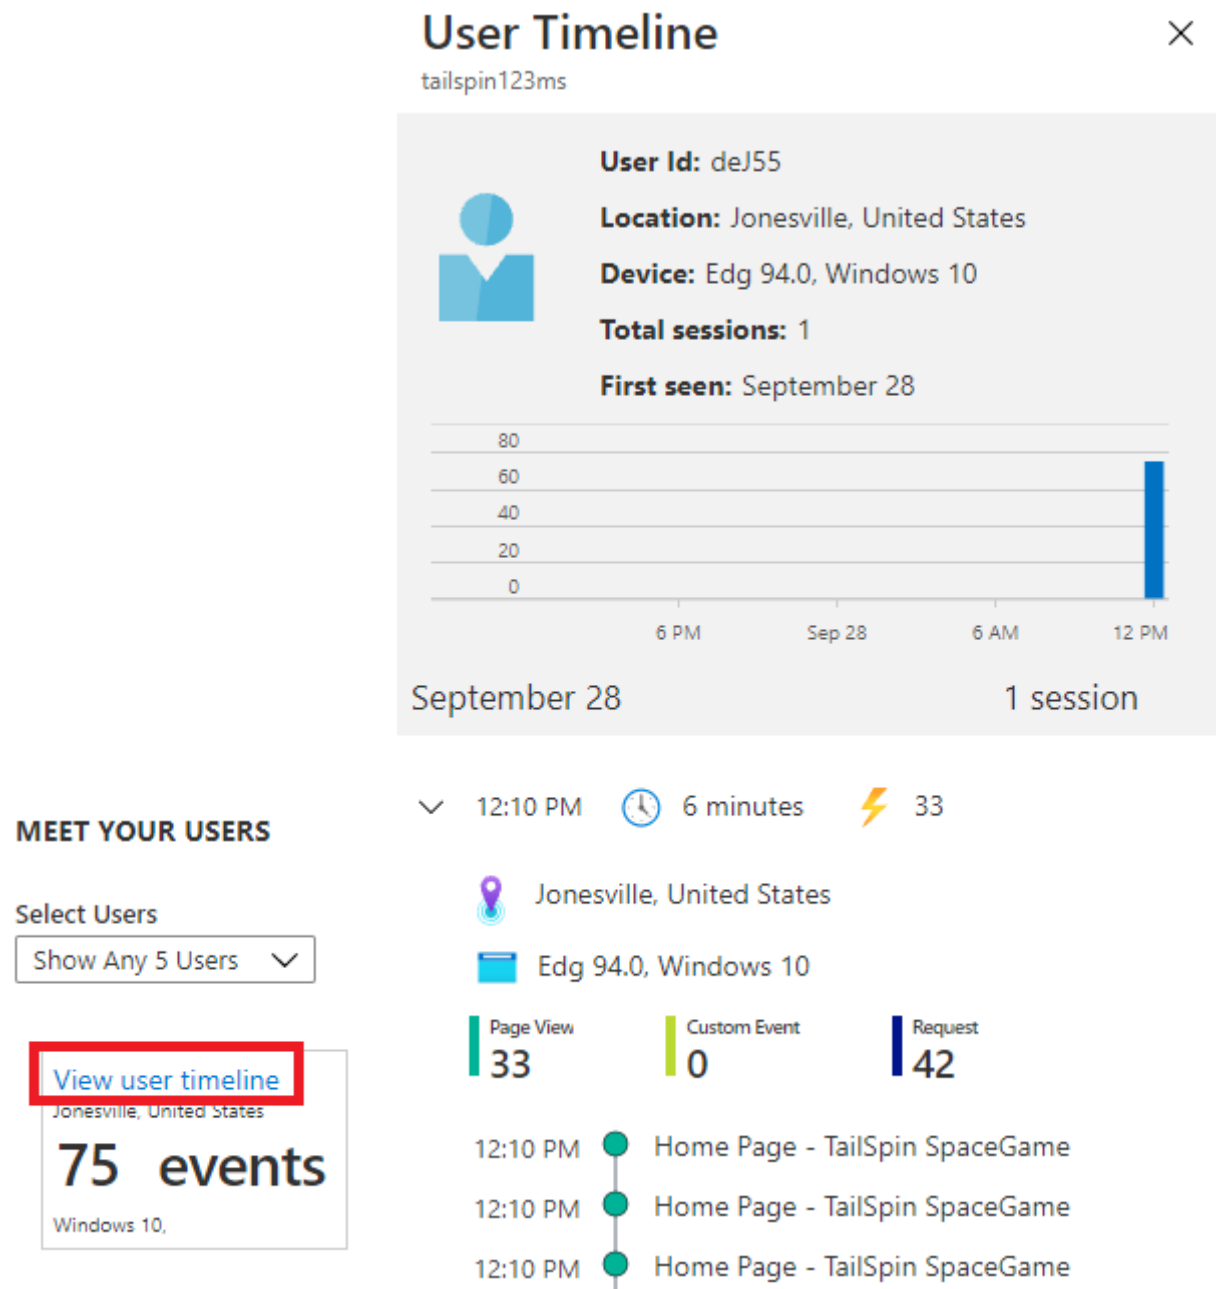 User Timeline
tailspin123ms
User Id: deJ55
Location: Jonesville, United States
Device: Edg 94.0, Windows 10
Total sessions: 1
First seen: September 28
80
60
40
20
0
6 PM Sep 28 6 AM 12 PM
September 28 1 session
12:10 PM 6 minutes 33
Jonesville, United States
Edg 94.0, Windows 10
Page View Custom Event Request
33 0 42
12:10 PM Home Page - TailSpin SpaceGame
12:10 PM Home Page - TailSpin SpaceGame
12:10 PM Home Page - TailSpin SpaceGame
MEET YOUR USERS
Select Users
Show Any 5 Users
View user timeline
Jonesville, United States
75 events
Windows 10,